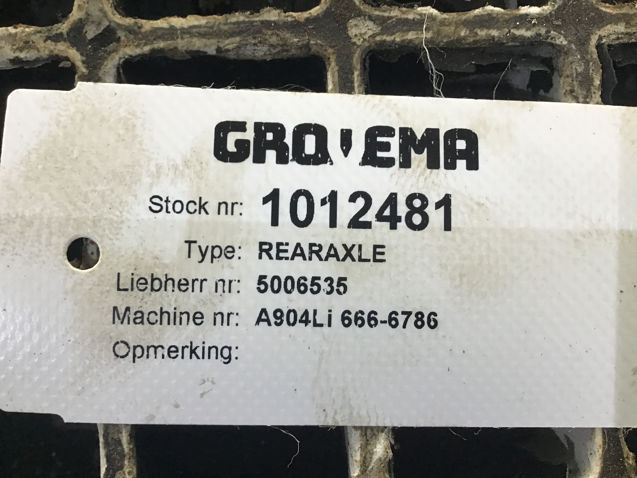 GROVEMA
Stock nr: 1012481
Type: REARAXLE
Liebherr nr: 5006535
Machine nr: A904Li 666-6786
Opmerking: